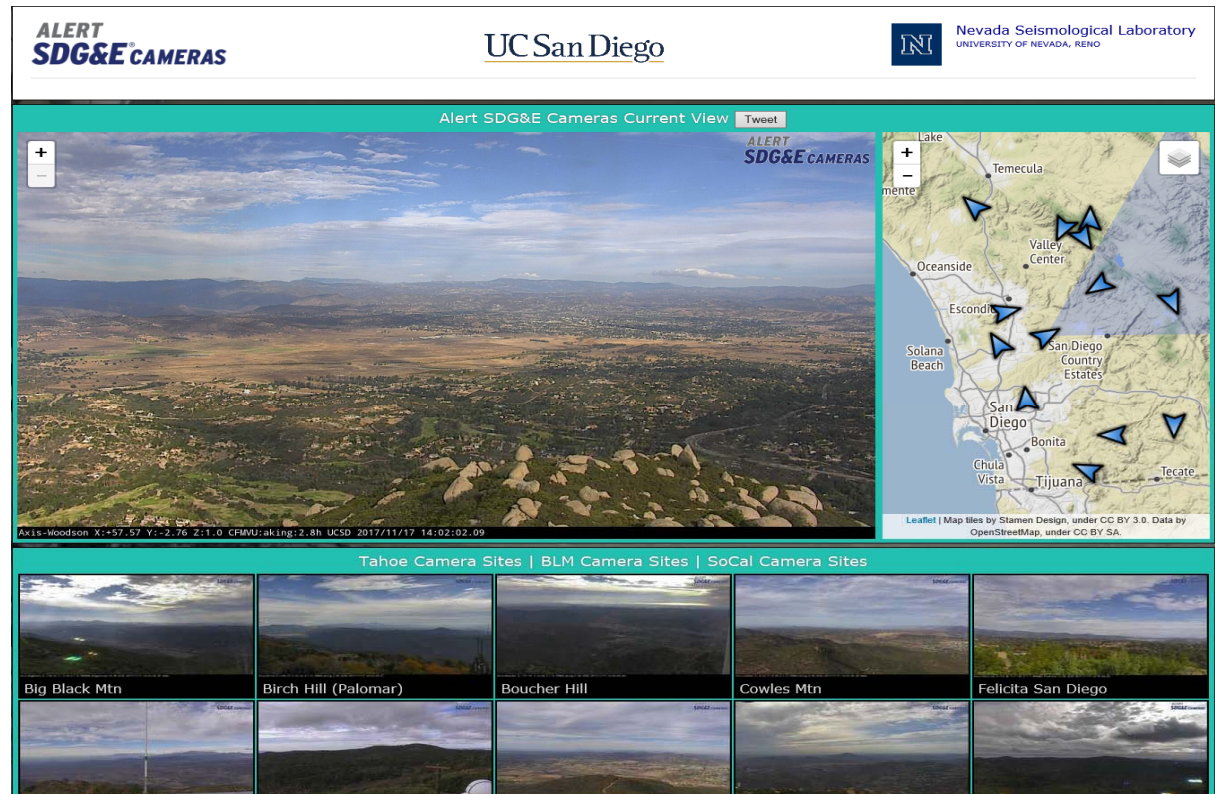 ALERT
SDG&E® CAMERAS
UC San Diego
N
Nevada Seismological Laboratory
UNIVERSITY OF NEVADA, RENO
Alert SDG&E Cameras Current View
Tweet
+
−
ALERT
SDG&E CAMERAS
Axis-Woodson X:+57.57 Y:-2.76 Z:1.0 CFMVU:aking:2.8h UCSD 2017/11/17 14:02:02.09
+
−
Lake
Temecula
mente
Valley
Center
Oceanside
Escondi
Solana
Beach
San Diego
Country
Estates
San
Diego
Bonita
Chula
Vista
Tijuana
Tecate
Leaflet | Map tiles by Stamen Design, under CC BY 3.0. Data by
OpenStreetMap, under CC BY SA.
Tahoe Camera Sites | BLM Camera Sites | SoCal Camera Sites
Big Black Mtn
Birch Hill (Palomar)
Boucher Hill
Cowles Mtn
Felicita San Diego